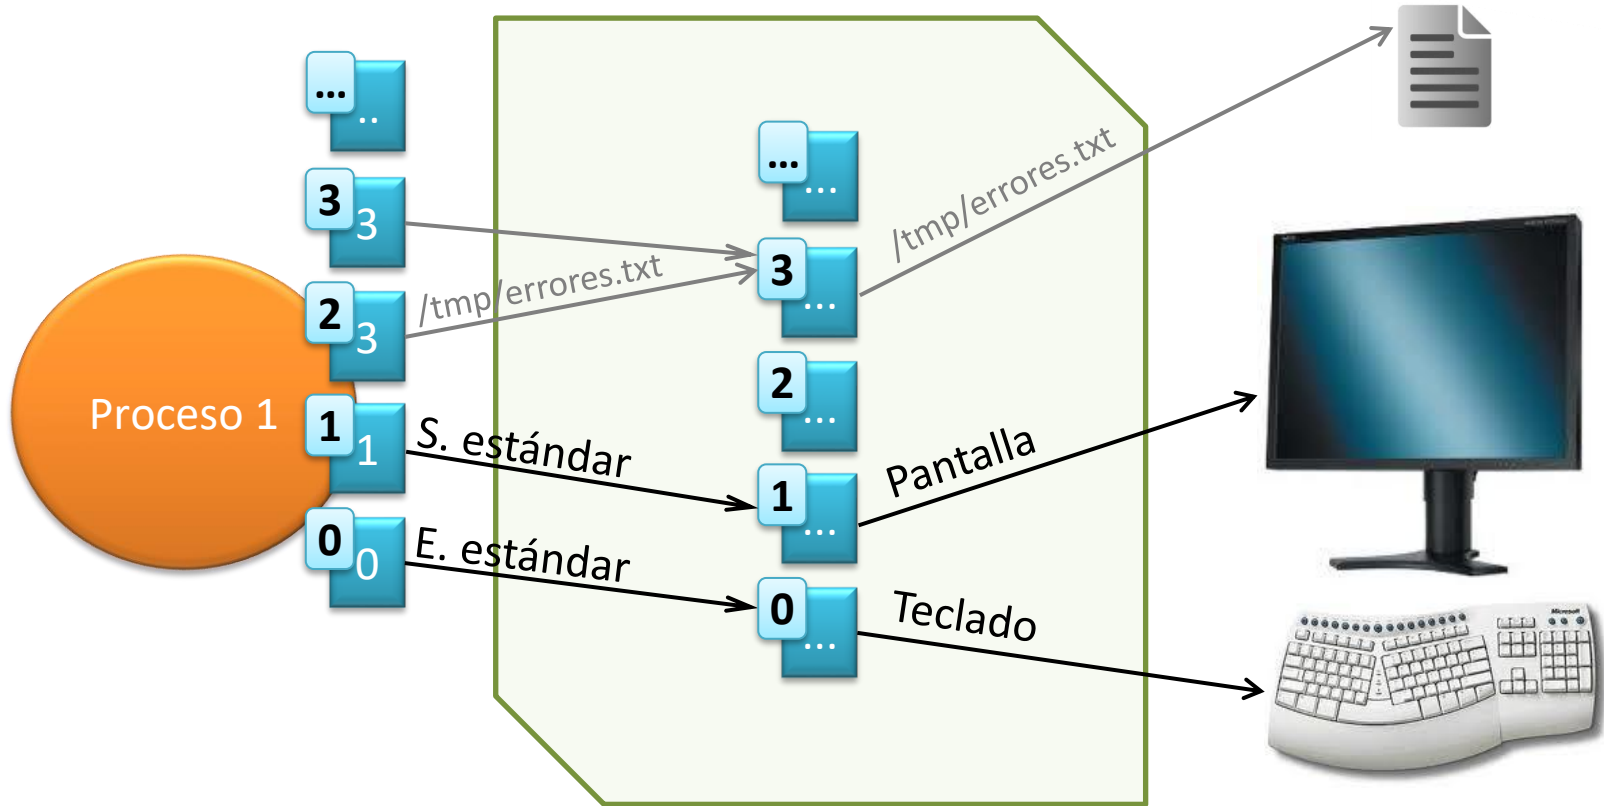 ...
..
3
3
2
3
Proceso 1
1
1
0
0
/tmp/errores.txt
S. estándar
E. estándar
...
...
3
...
2
...
1
...
0
...
/tmp/errores.txt
Pantalla
Teclado
Microsoft